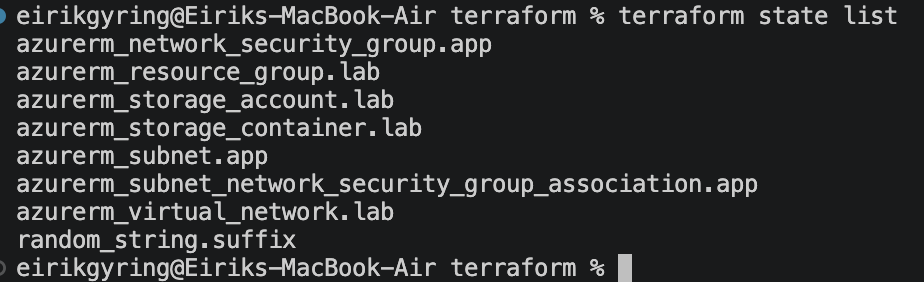 eirikgyring@Eiriks-MacBook-Air terraform % terraform state list
azurerm_network_security_group.app
azurerm_resource_group.lab
azurerm_storage_account.lab
azurerm_storage_container.lab
azurerm_subnet.app
azurerm_subnet_network_security_group_association.app
azurerm_virtual_network.lab
random_string.suffix
eirikgyring@Eiriks-MacBook-Air terraform %